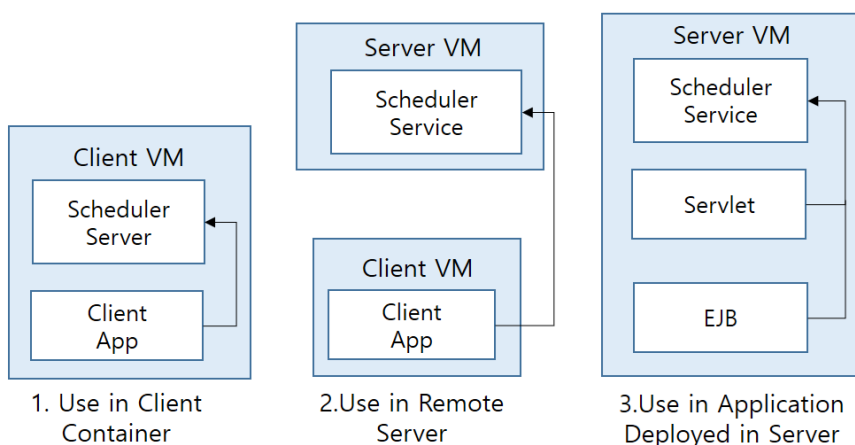 Client VM
Scheduler
Server
Client
App
1. Use in Client
Container
Server VM
Scheduler
Service
Client VM
Client
App
2.Use in Remote
Server
Server VM
Scheduler
Service
Servlet
EJB
3.Use in Application
Deployed in Server